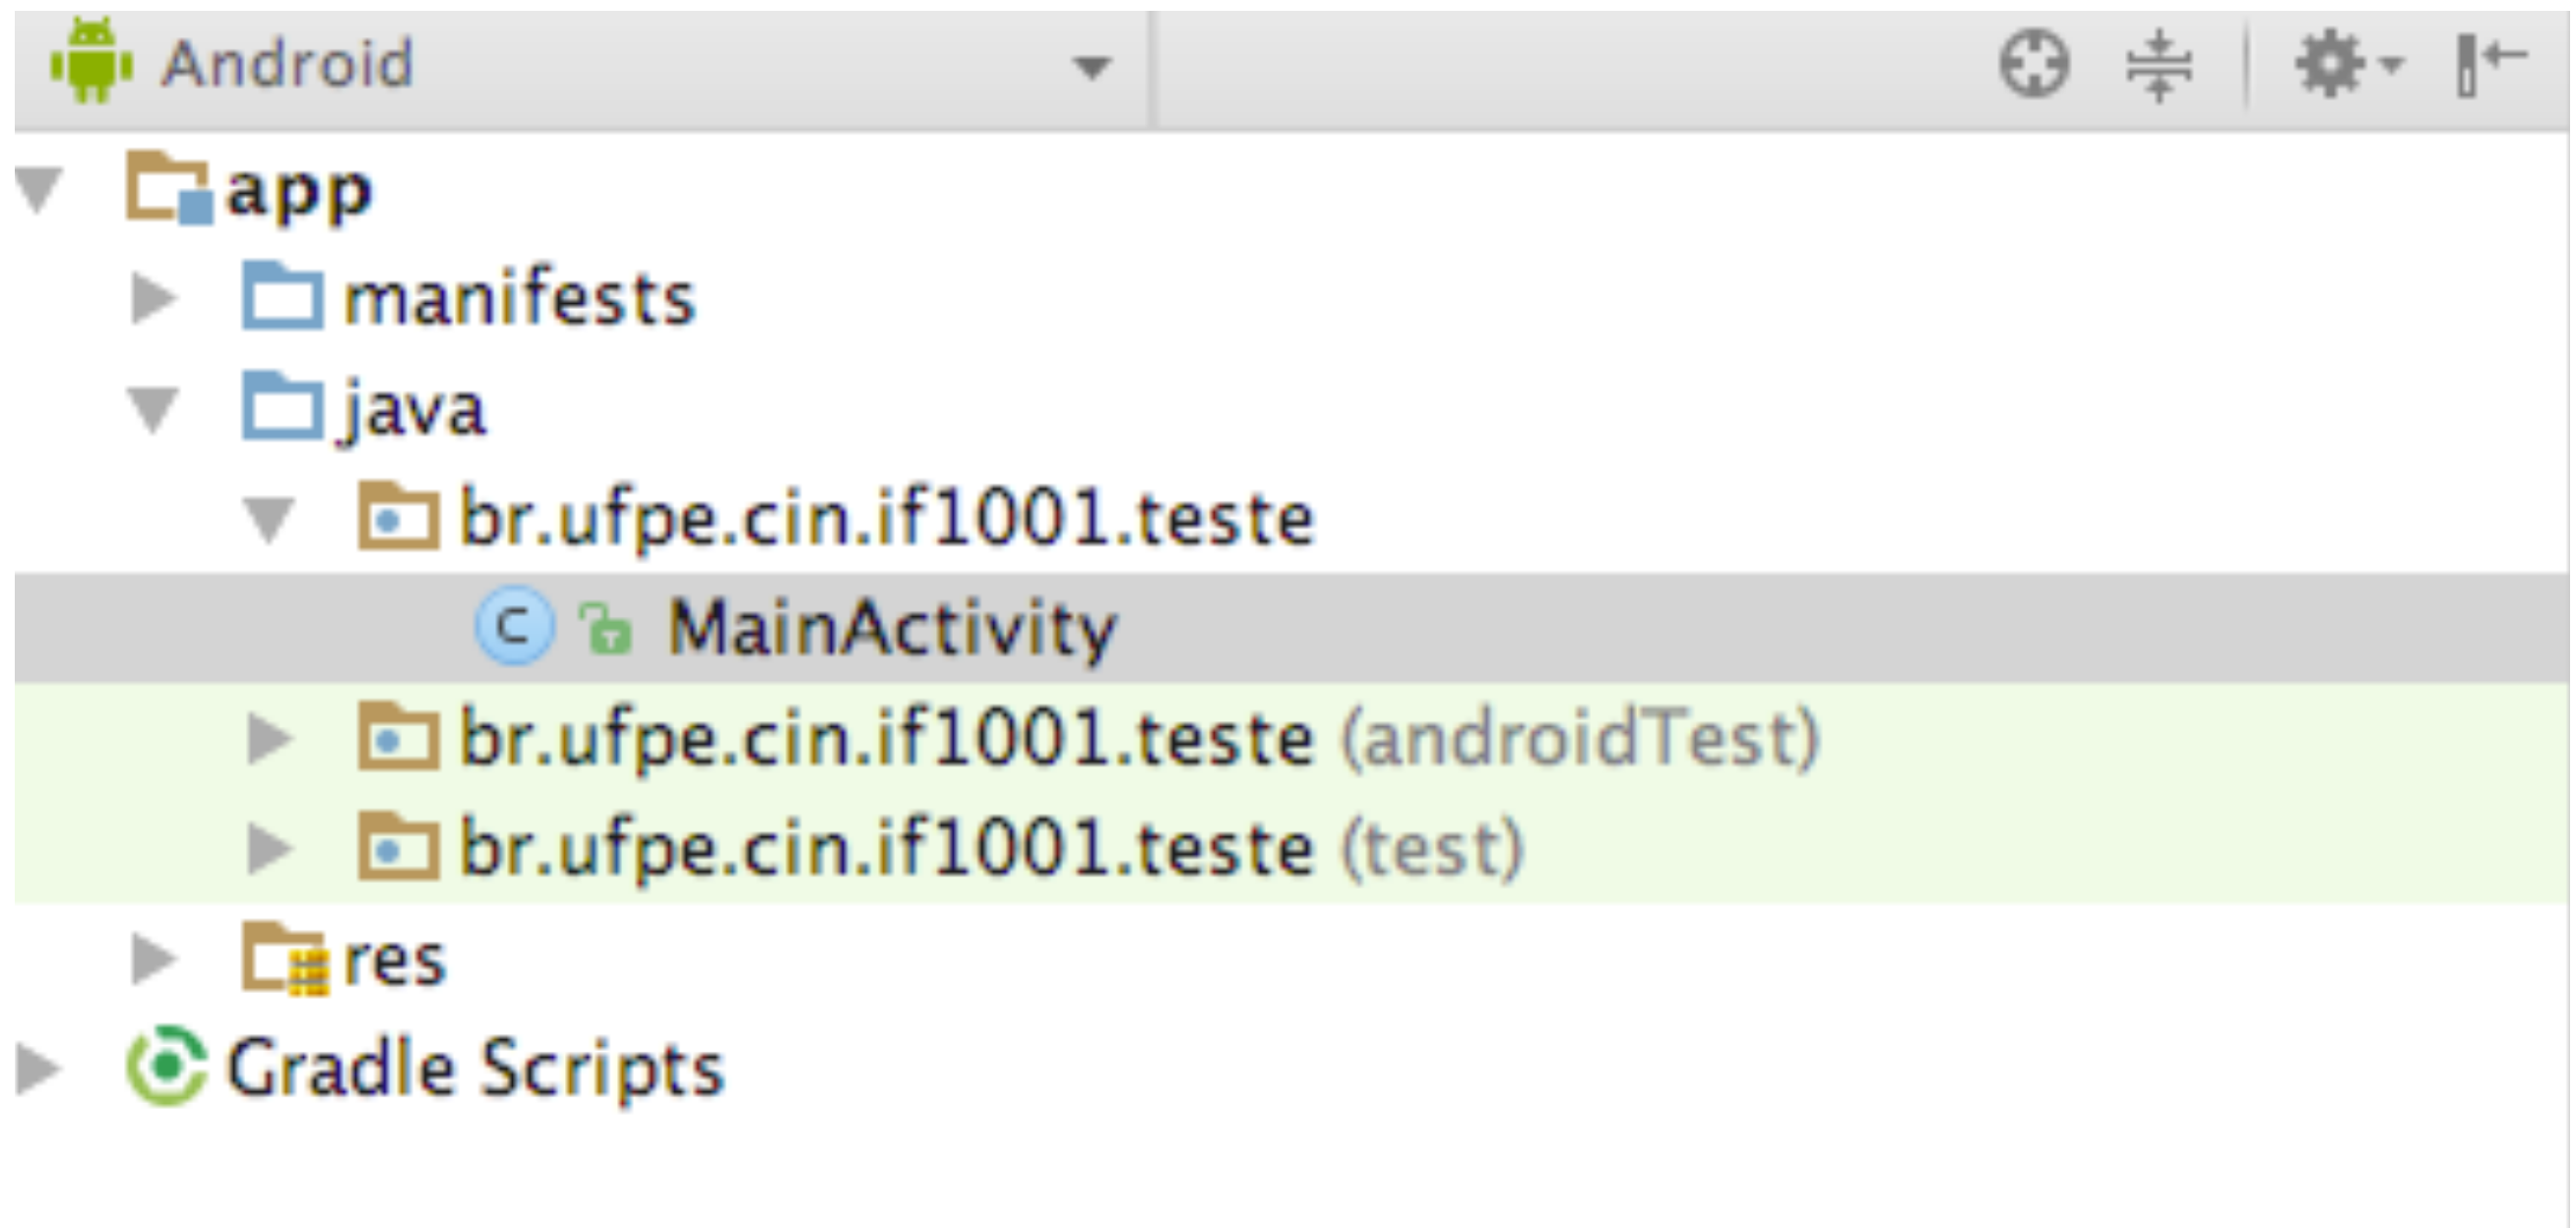 Android
app
manifests
java
br.ufpe.cin.if1001.teste
C MainActivity
br.ufpe.cin.if1001.teste (androidTest)
br.ufpe.cin.if1001.teste (test)
res
Gradle Scripts